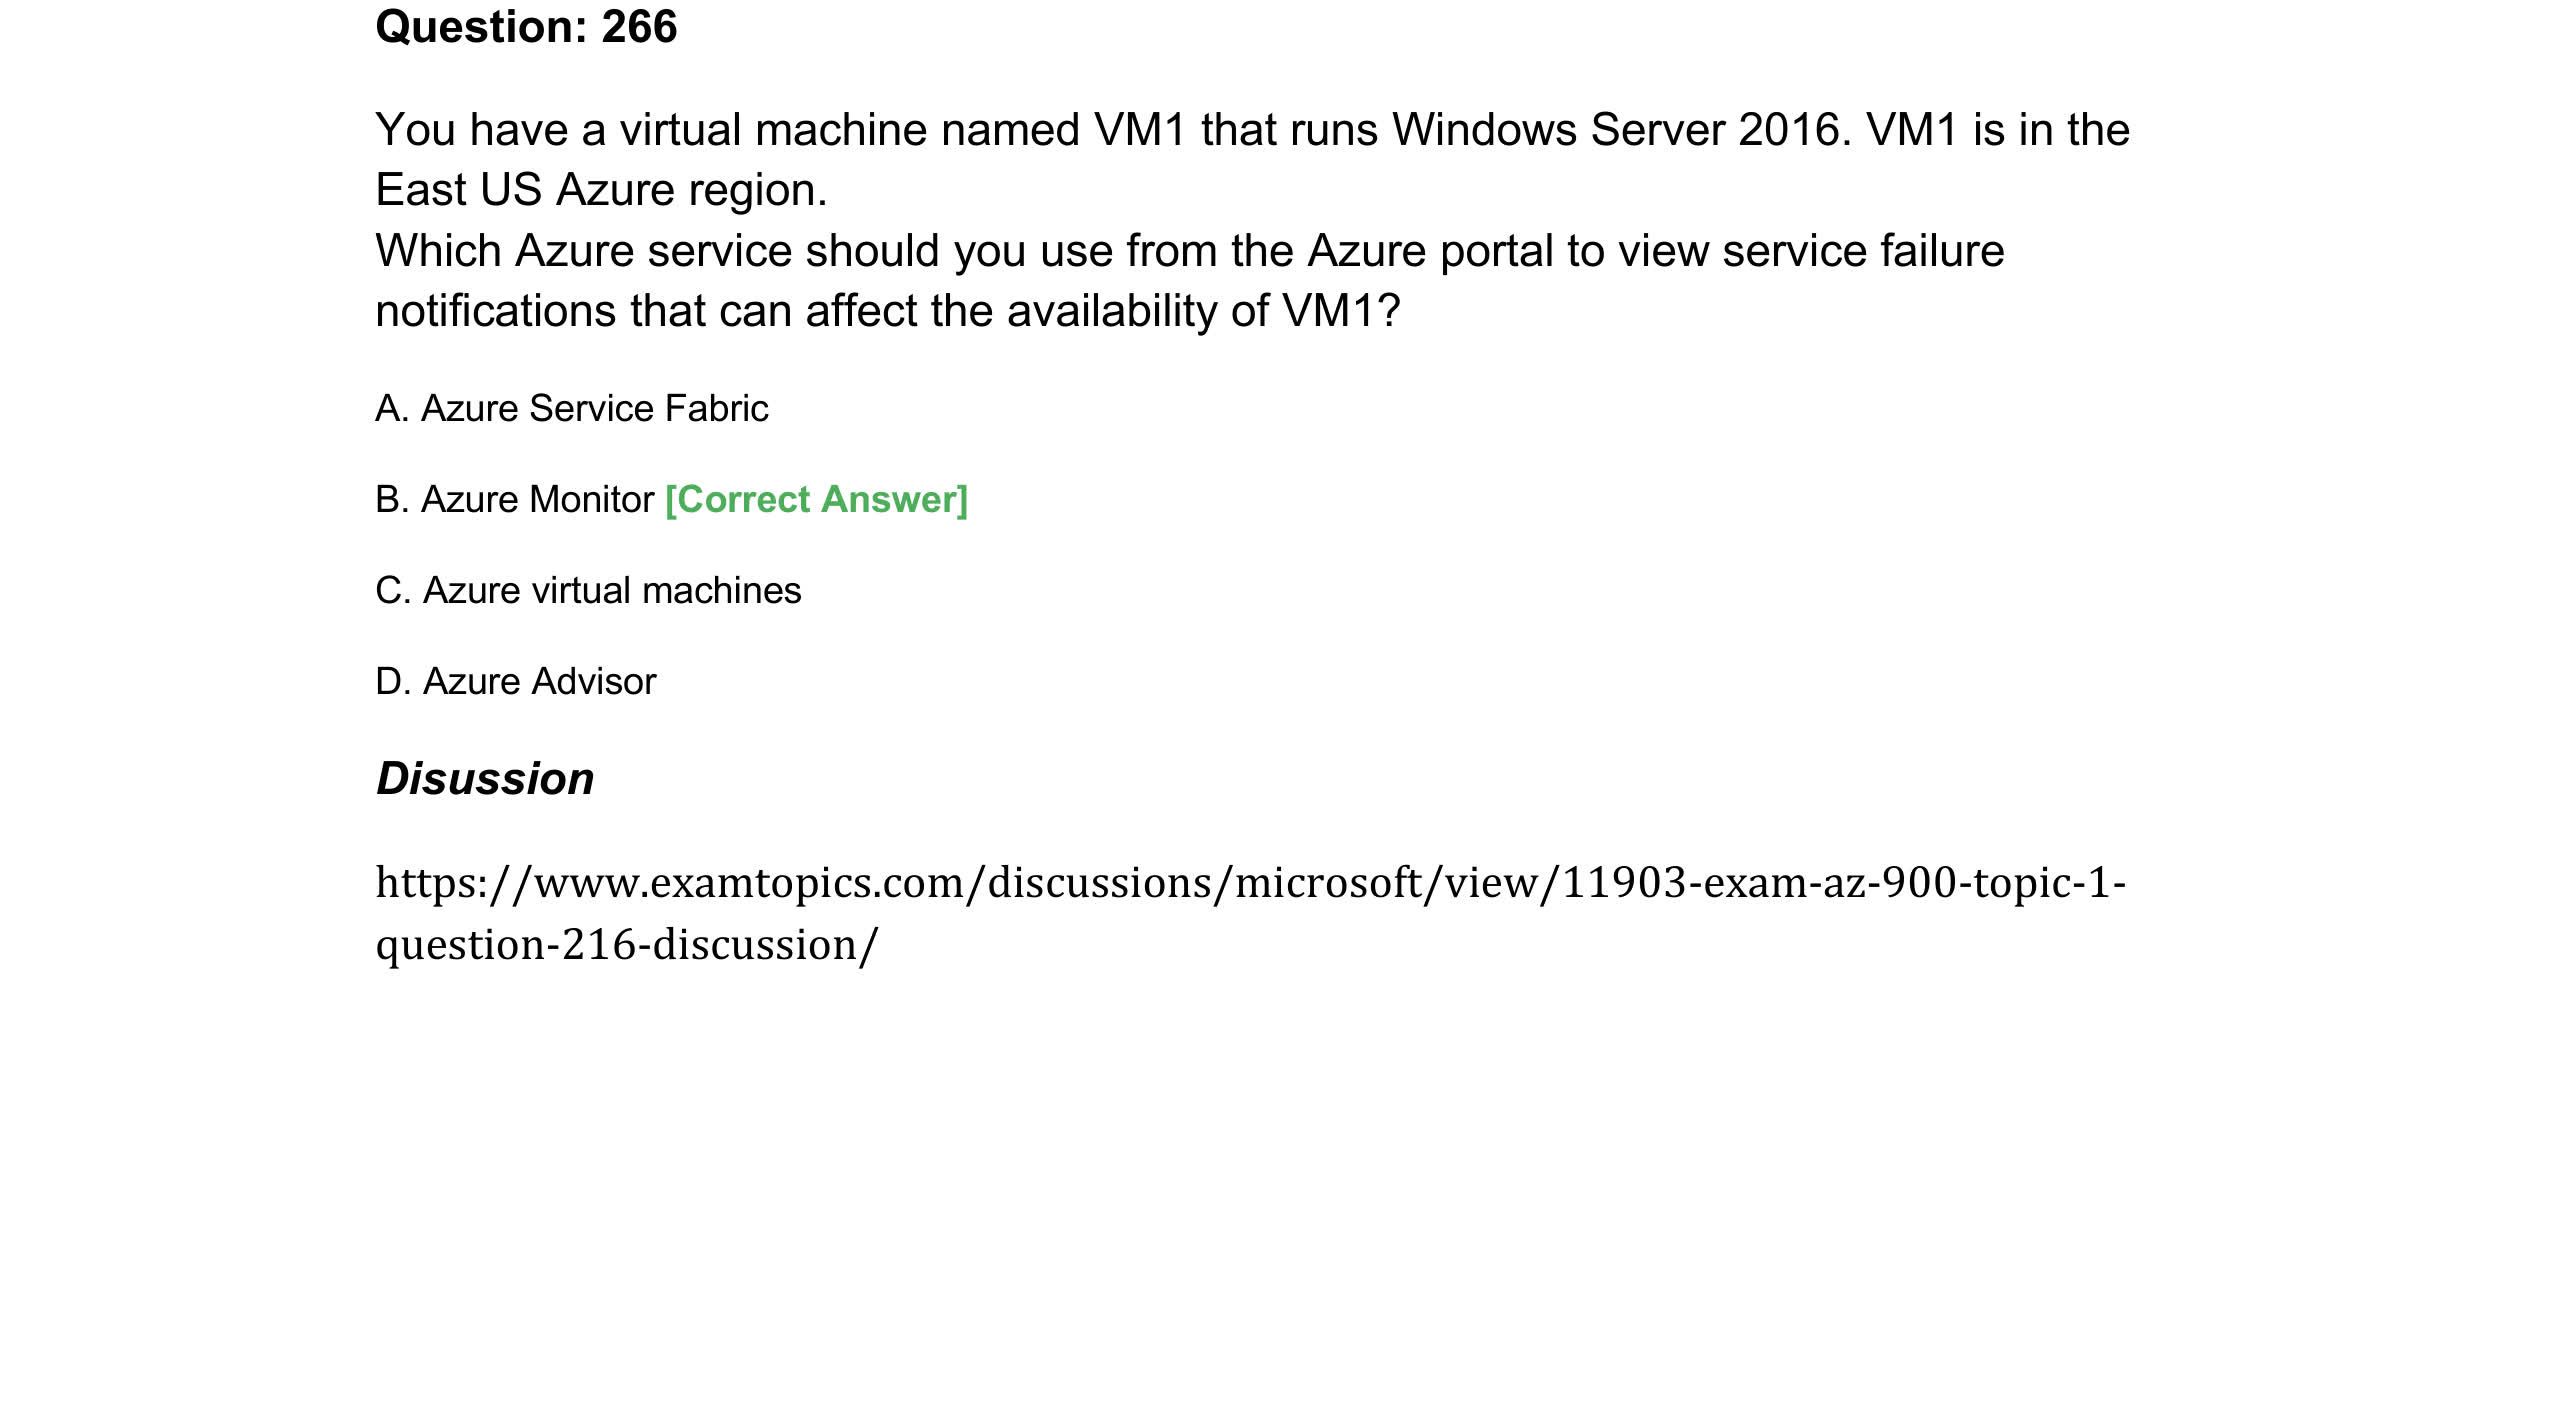 Question: 266
You have a virtual machine named VM1 that runs Windows Server 2016. VM1 is in the
East US Azure region.
Which Azure service should you use from the Azure portal to view service failure
notifications that can affect the availability of VM1?
A. Azure Service Fabric
B. Azure Monitor [Correct Answer]
C. Azure virtual machines
D. Azure Advisor
Disussion
https://www.examtopics.com/discussions/microsoft/view/11903-exam-az-900-topic-1-
question-216-discussion/